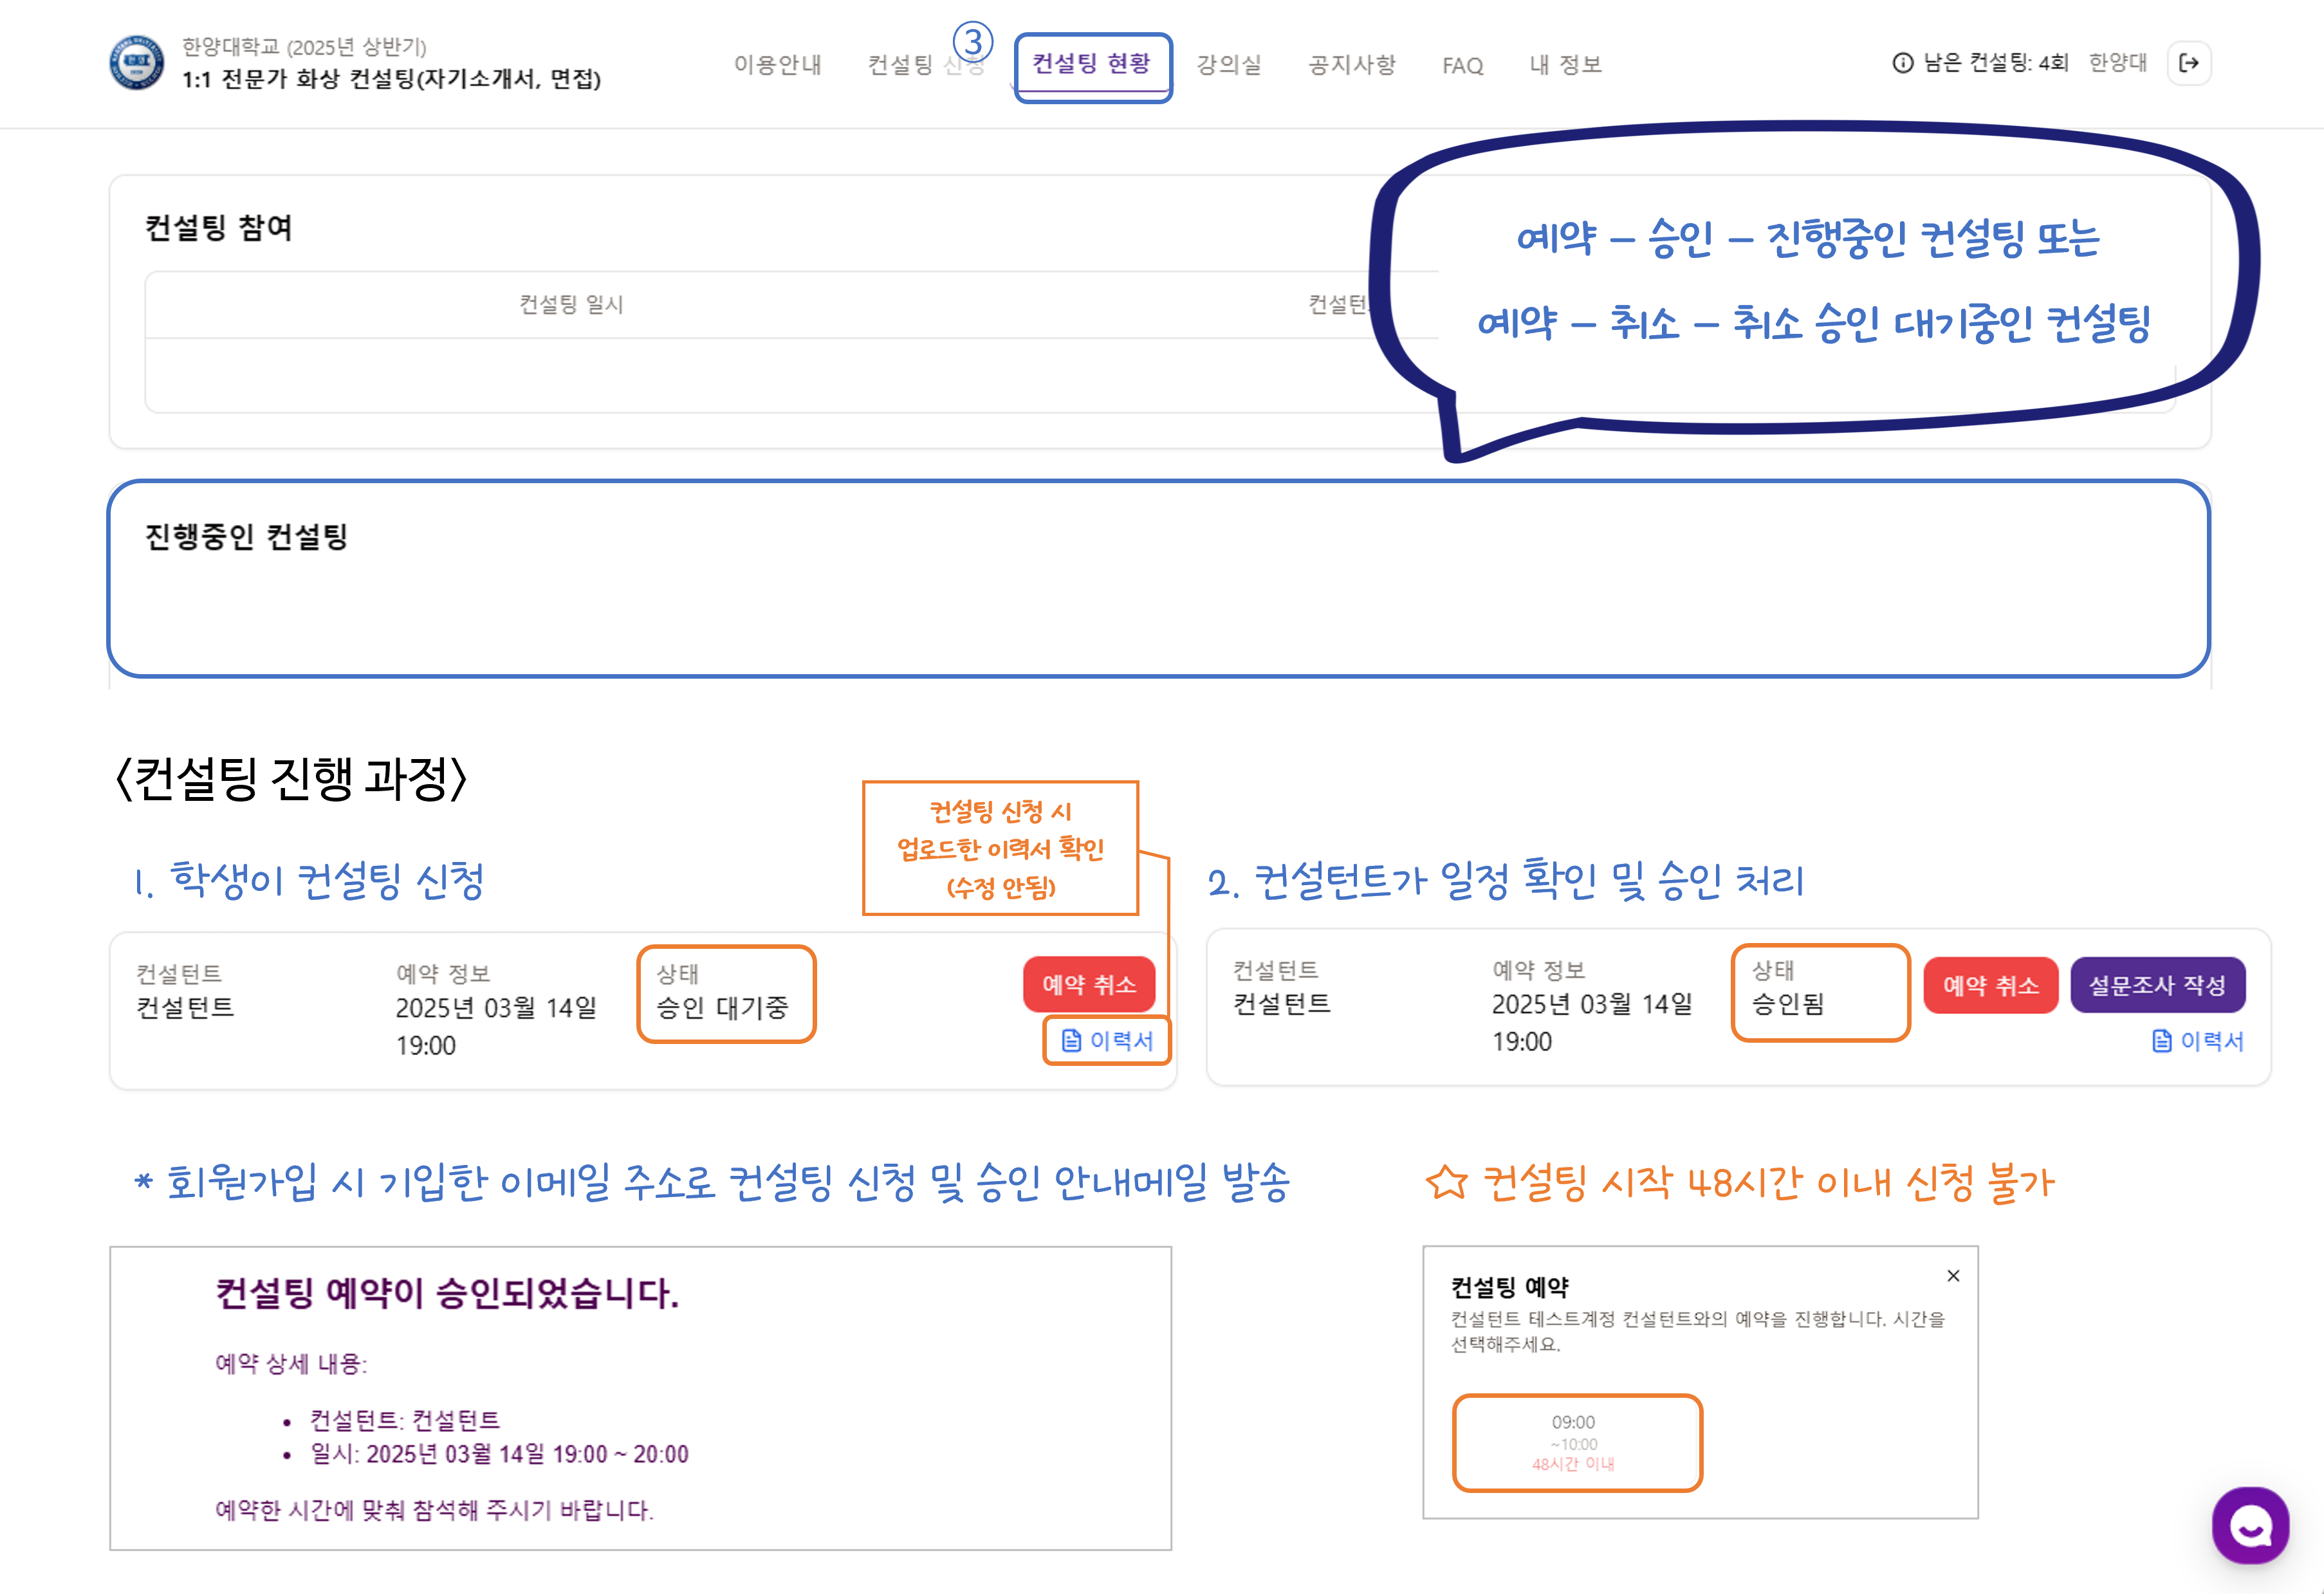 한양대학교 (2025년 상반기)
1:1 전문가 화상 컨설팅(자기소개서, 면접)
이용안내 컨설팅 신청 ③ 컨설팅 현황 강의실 공지사항 FAQ 내 정보
남은 컨설팅: 4회 한양대
컨설팅 참여
컨설팅 일시 컨설턴
예약 – 승인 – 진행중인 컨설팅 또는
예약 – 취소 – 취소 승인 대기중인 컨설팅
진행중인 컨설팅
<컨설팅 진행 과정>
컨설팅 신청 시
업로드한 이력서 확인
(수정 안됨)
1. 학생이 컨설팅 신청
컨설턴트 예약 정보 상태
컨설턴트 2025년 03월 14일 승인 대기중
19:00
예약 취소
이력서
2. 컨설턴트가 일정 확인 및 승인 처리
컨설턴트 예약 정보 상태
컨설턴트 2025년 03월 14일 승인됨
19:00
예약 취소 설문조사 작성
이력서
* 회원가입 시 기입한 이메일 주소로 컨설팅 신청 및 승인 안내메일 발송
컨설팅 예약이 승인되었습니다.
예약 상세 내용:
• 컨설턴트: 컨설턴트
• 일시: 2025년 03월 14일 19:00 ~ 20:00
예약한 시간에 맞춰 참석해 주시기 바랍니다.
☆ 컨설팅 시작 48시간 이내 신청 불가
컨설팅 예약
컨설턴트 테스트계정 컨설턴트와의 예약을 진행합니다. 시간을
선택해주세요.
09:00
~10:00
48시간 이내